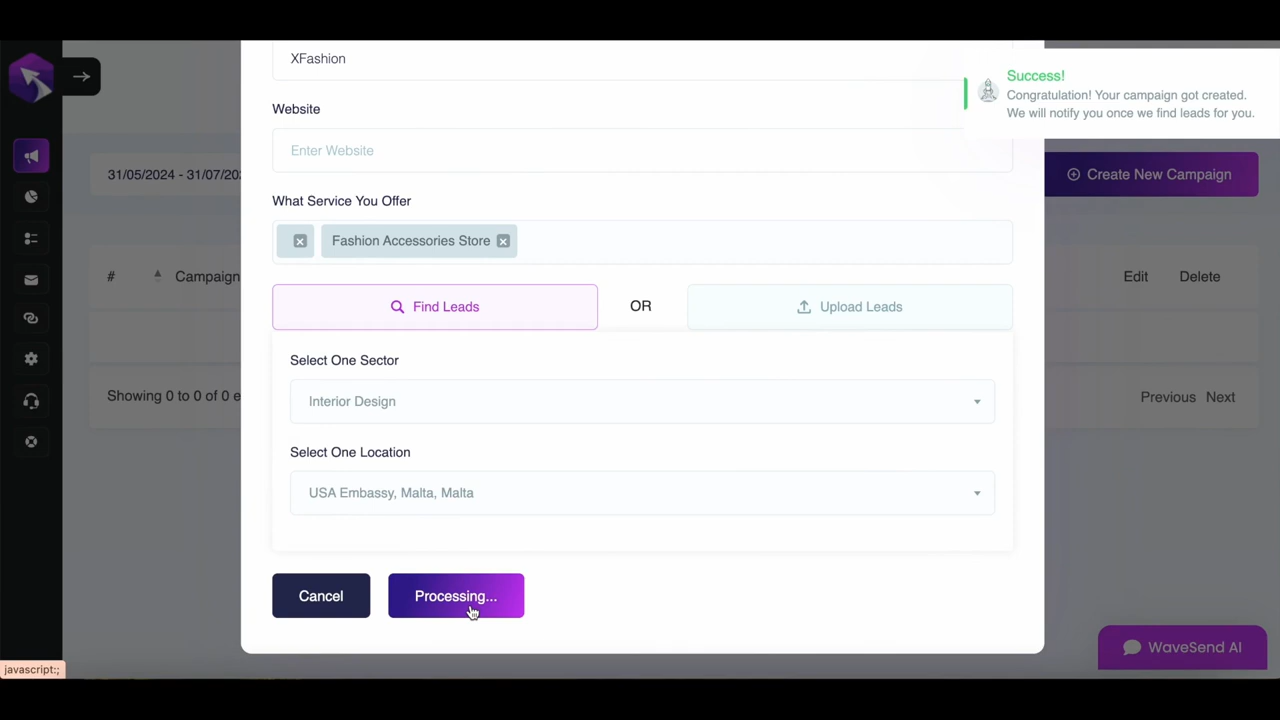 XFashion
Success!
Congratulation! Your campaign got created.
We will notify you once we find leads for you.
Website
Enter Website
31/05/2024 - 31/07/20
Create New Campaign
What Service You Offer
Fashion Accessories Store
#
Campaign
Edit
Delete
Find Leads
OR
Upload Leads
Select One Sector
Interior Design
Showing 0 to 0 of 0 e
Previous
Next
Select One Location
USA Embassy, Malta, Malta
Cancel
Processing...
WaveSend AI
javascript:;